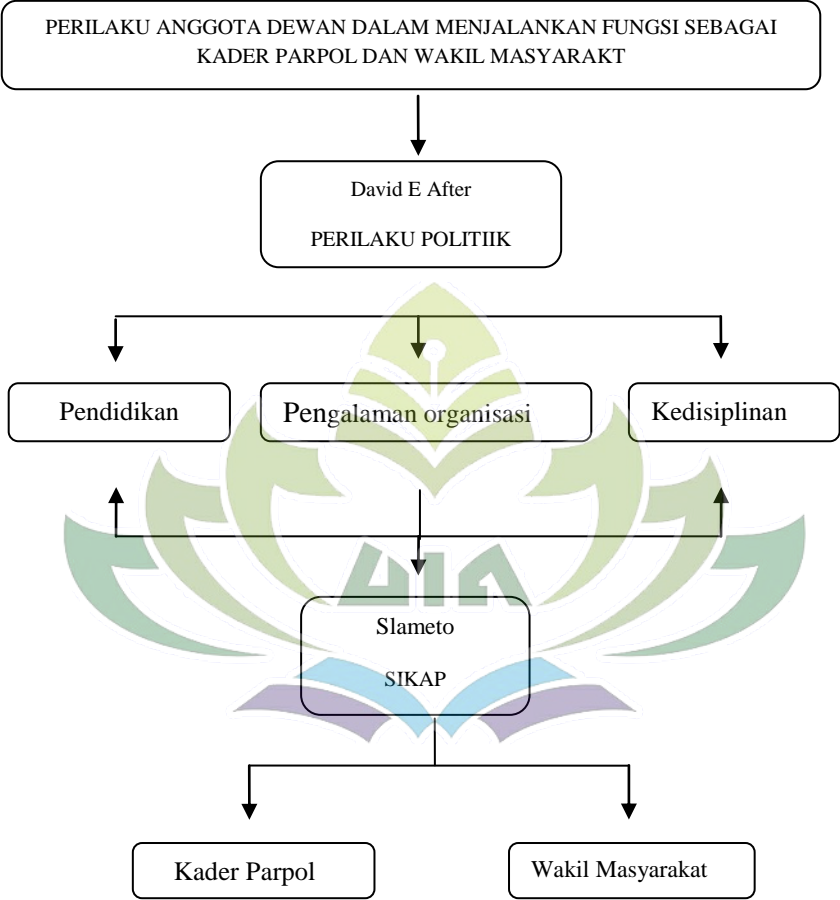 PERILAKU ANGGOTA DEWAN DALAM MENJALANKAN FUNGSI SEBAGAI
KADER PARPOL DAN WAKIL MASYARAKT
David E After
PERILAKU POLITIIK
Pendidikan
Pengalaman organisasi
Kedisiplinan
UIN
Slameto
SIKAP
Kader Parpol
Wakil Masyarakat